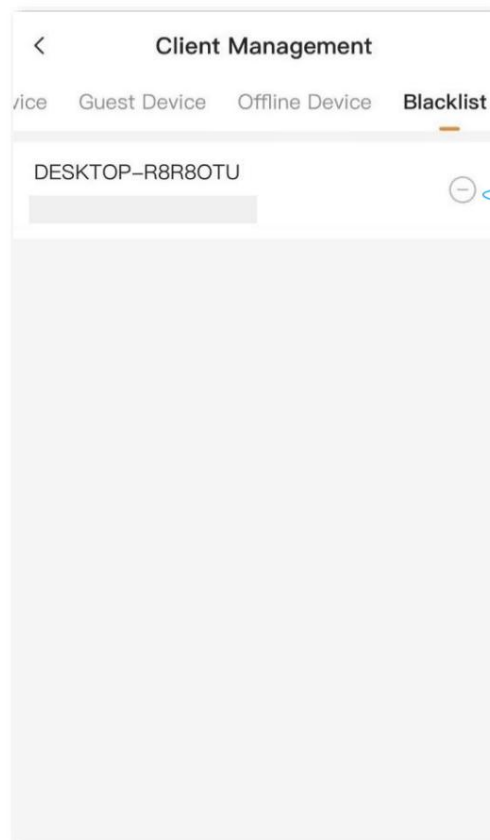 Client Management
vice Guest Device Offline Device Blacklist
DESKTOP-R8R8OTU